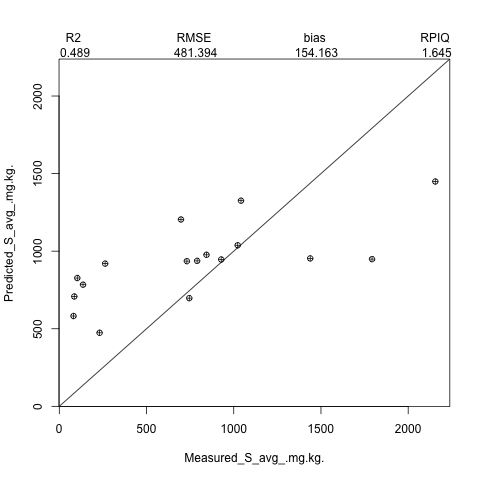 R2 RMSE bias RPIQ
0.489 481.394 154.163 1.645
Predicted_S_avg_.mg.kg.
2000
1500
1000
500
0
0 500 1000 1500 2000
Measured_S_avg_.mg.kg.